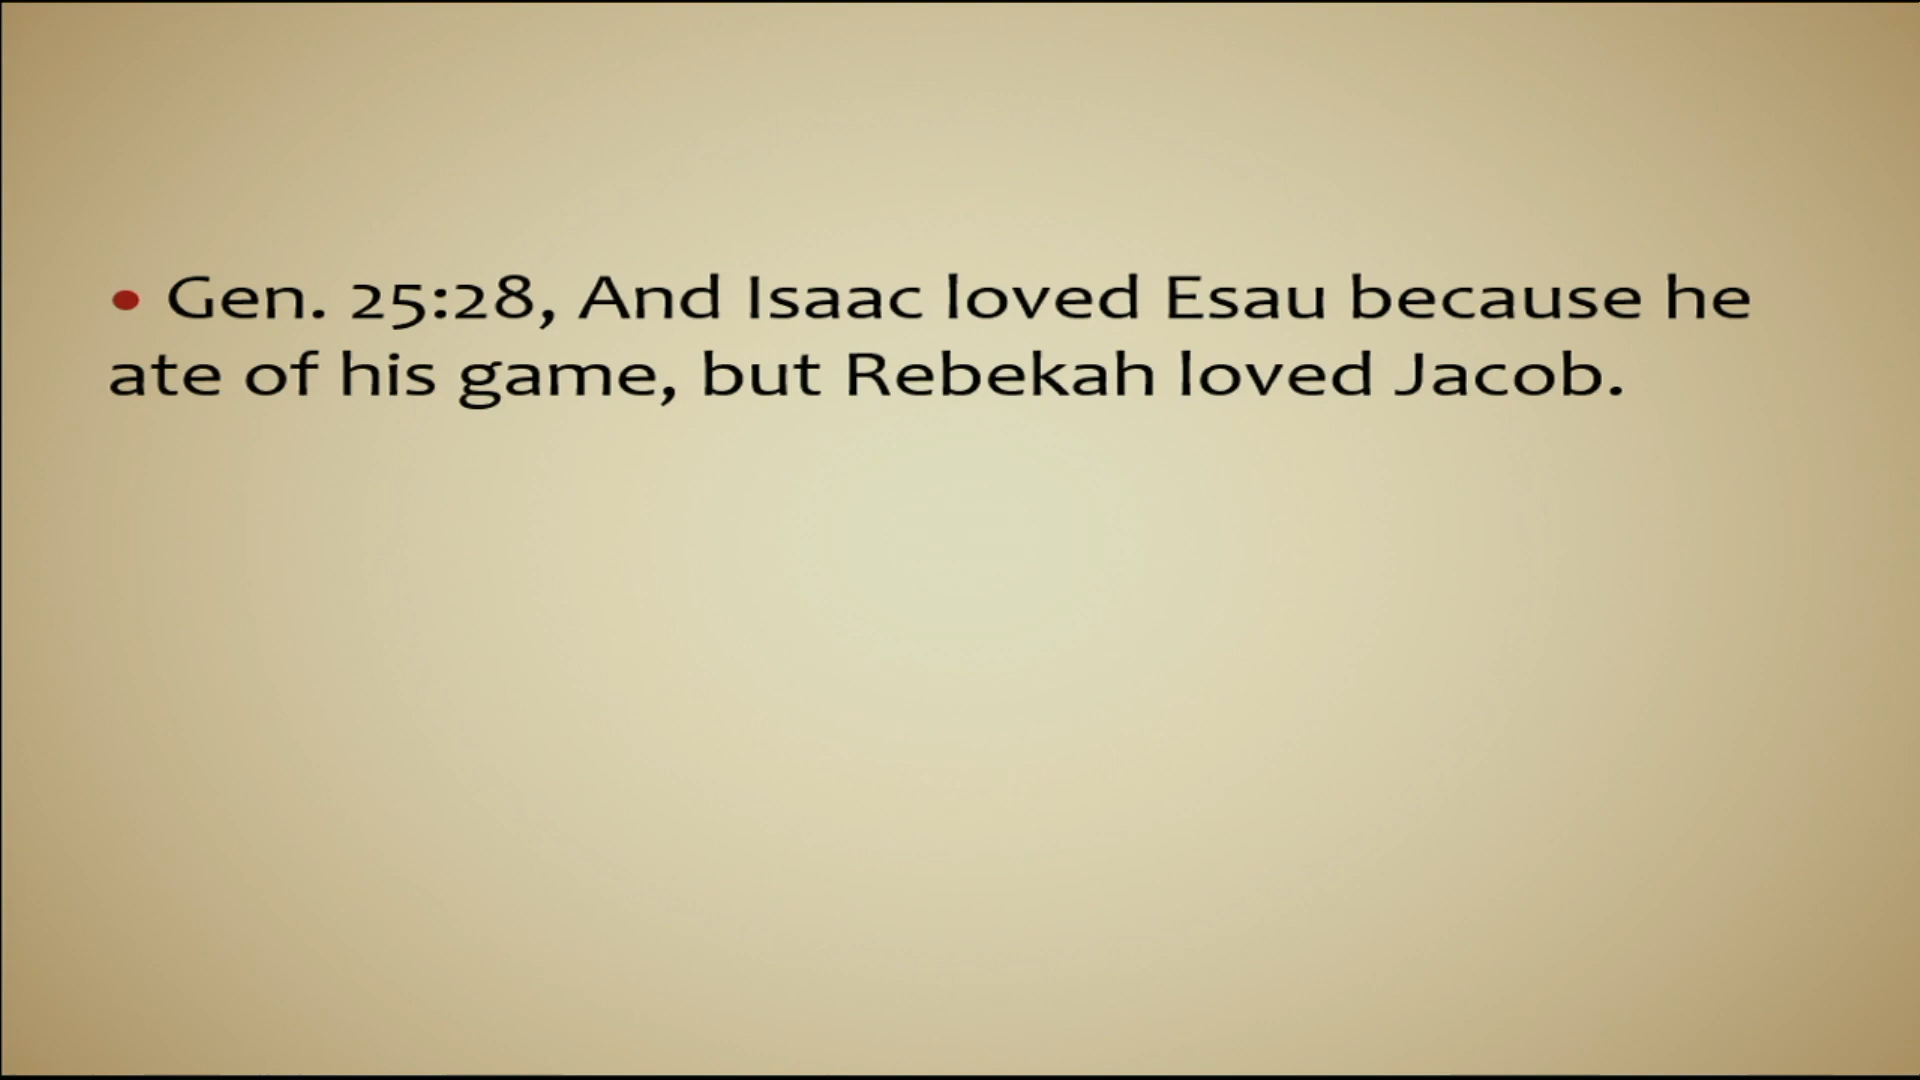 • Gen. 25:28, And Isaac loved Esau because he
ate of his game, but Rebekah loved Jacob.